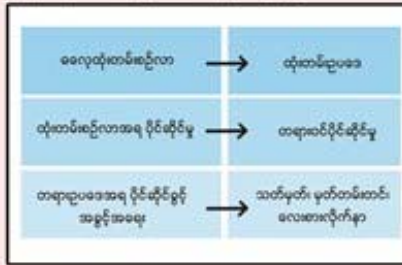 ဓလေ့ထုံးတမ်းစဉ်လာ → ထုံးတမ်းဥပဒေ
ထုံးတမ်းစဉ်လာအရ ပိုင်ဆိုင်မှု → တရားဝင်ပိုင်ဆိုင်မှု
တရားဥပဒေအရ ပိုင်ဆိုင်ခွင့်
အခွင့်အရေး → သတ်မှတ်၊ မှတ်တမ်းတင်၊
လေးစားလိုက်နာ